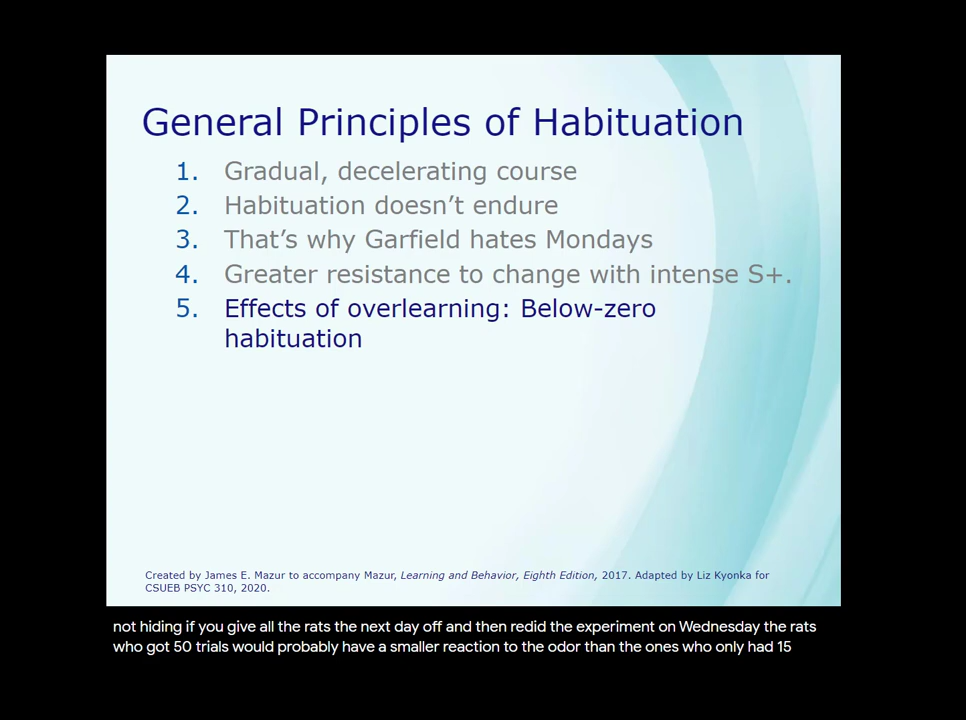 General Principles of Habituation
1. Gradual, decelerating course
2. Habituation doesn’t endure
3. That’s why Garfield hates Mondays
4. Greater resistance to change with intense S+.
5. Effects of overlearning: Below-zero
habituation
Created by James E. Mazur to accompany Mazur, Learning and Behavior, Eighth Edition, 2017. Adapted by Liz Kyonka for
CSUEB PSYC 310, 2020.
not hiding if you give all the rats the next day off and then redid the experiment on Wednesday the rats
who got 50 trials would probably have a smaller reaction to the odor than the ones who only had 15